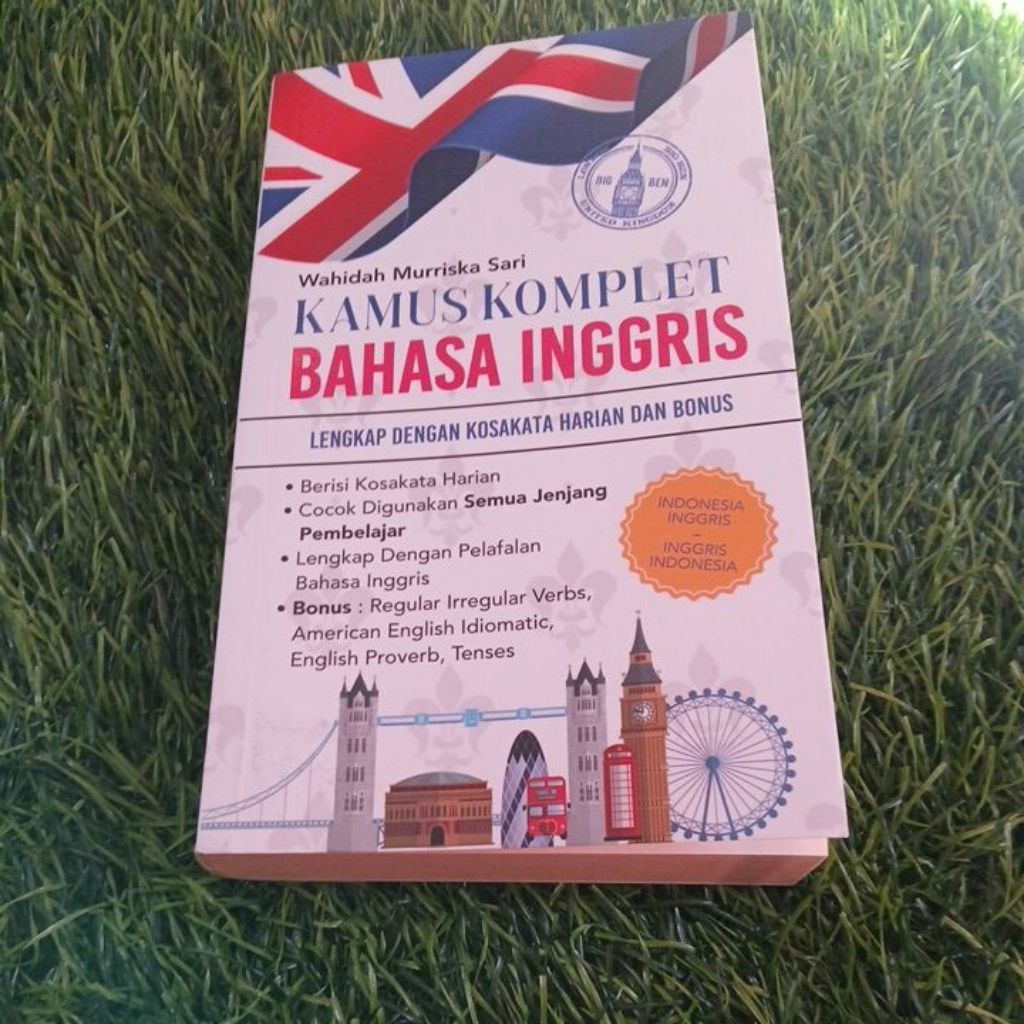 BIG BEN
UNITED KINGDOM
Wahidah Murriska Sari
KAMUS KOMPLET
BAHASA INGGRIS
LENGKAP DENGAN KOSAKATA HARIAN DAN BONUS
• Berisi Kosakata Harian
• Cocok Digunakan Semua Jenjang
Pembelajar
• Lengkap Dengan Pelafalan
Bahasa Inggris
• Bonus : Regular Irregular Verbs,
American English Idiomatic,
English Proverb, Tenses
INDONESIA
INGGRIS
–
INGGRIS
INDONESIA